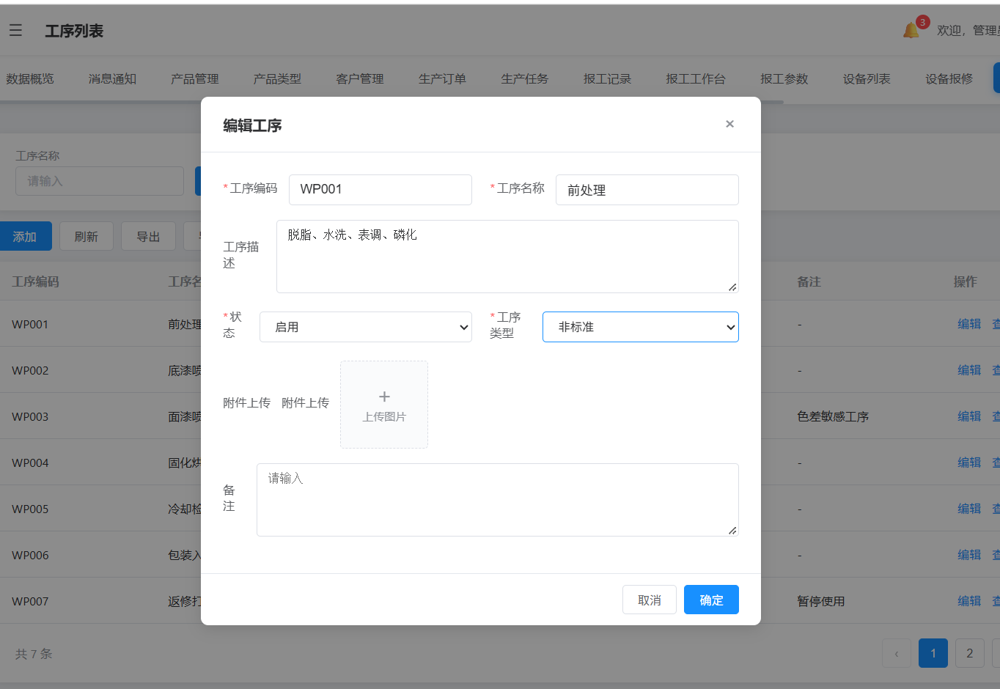 工序列表
3
欢迎，管理员
数据概览 消息通知 产品管理 产品类型 客户管理 生产订单 生产任务 报工记录 报工工作台 报工参数 设备列表 设备报修
编辑工序 ×
工序名称
请输入
* 工序编码 WP001 * 工序名称 前处理
工序描述 脱脂、水洗、表调、磷化
添加 刷新 导出
工序编码 备注 操作
* 状态 启用 * 工序类型 非标准
WP001 前处理 - 编辑
WP002 底漆喷 - 编辑
附件上传 附件上传 + 上传图片
WP003 面漆喷 色差敏感工序 编辑
WP004 固化烘 - 编辑
备注 请输入
WP005 冷却检 - 编辑
WP006 包装入 - 编辑
WP007 返修打 暂停使用 编辑
取消 确定
共 7 条 ‹ 1 2